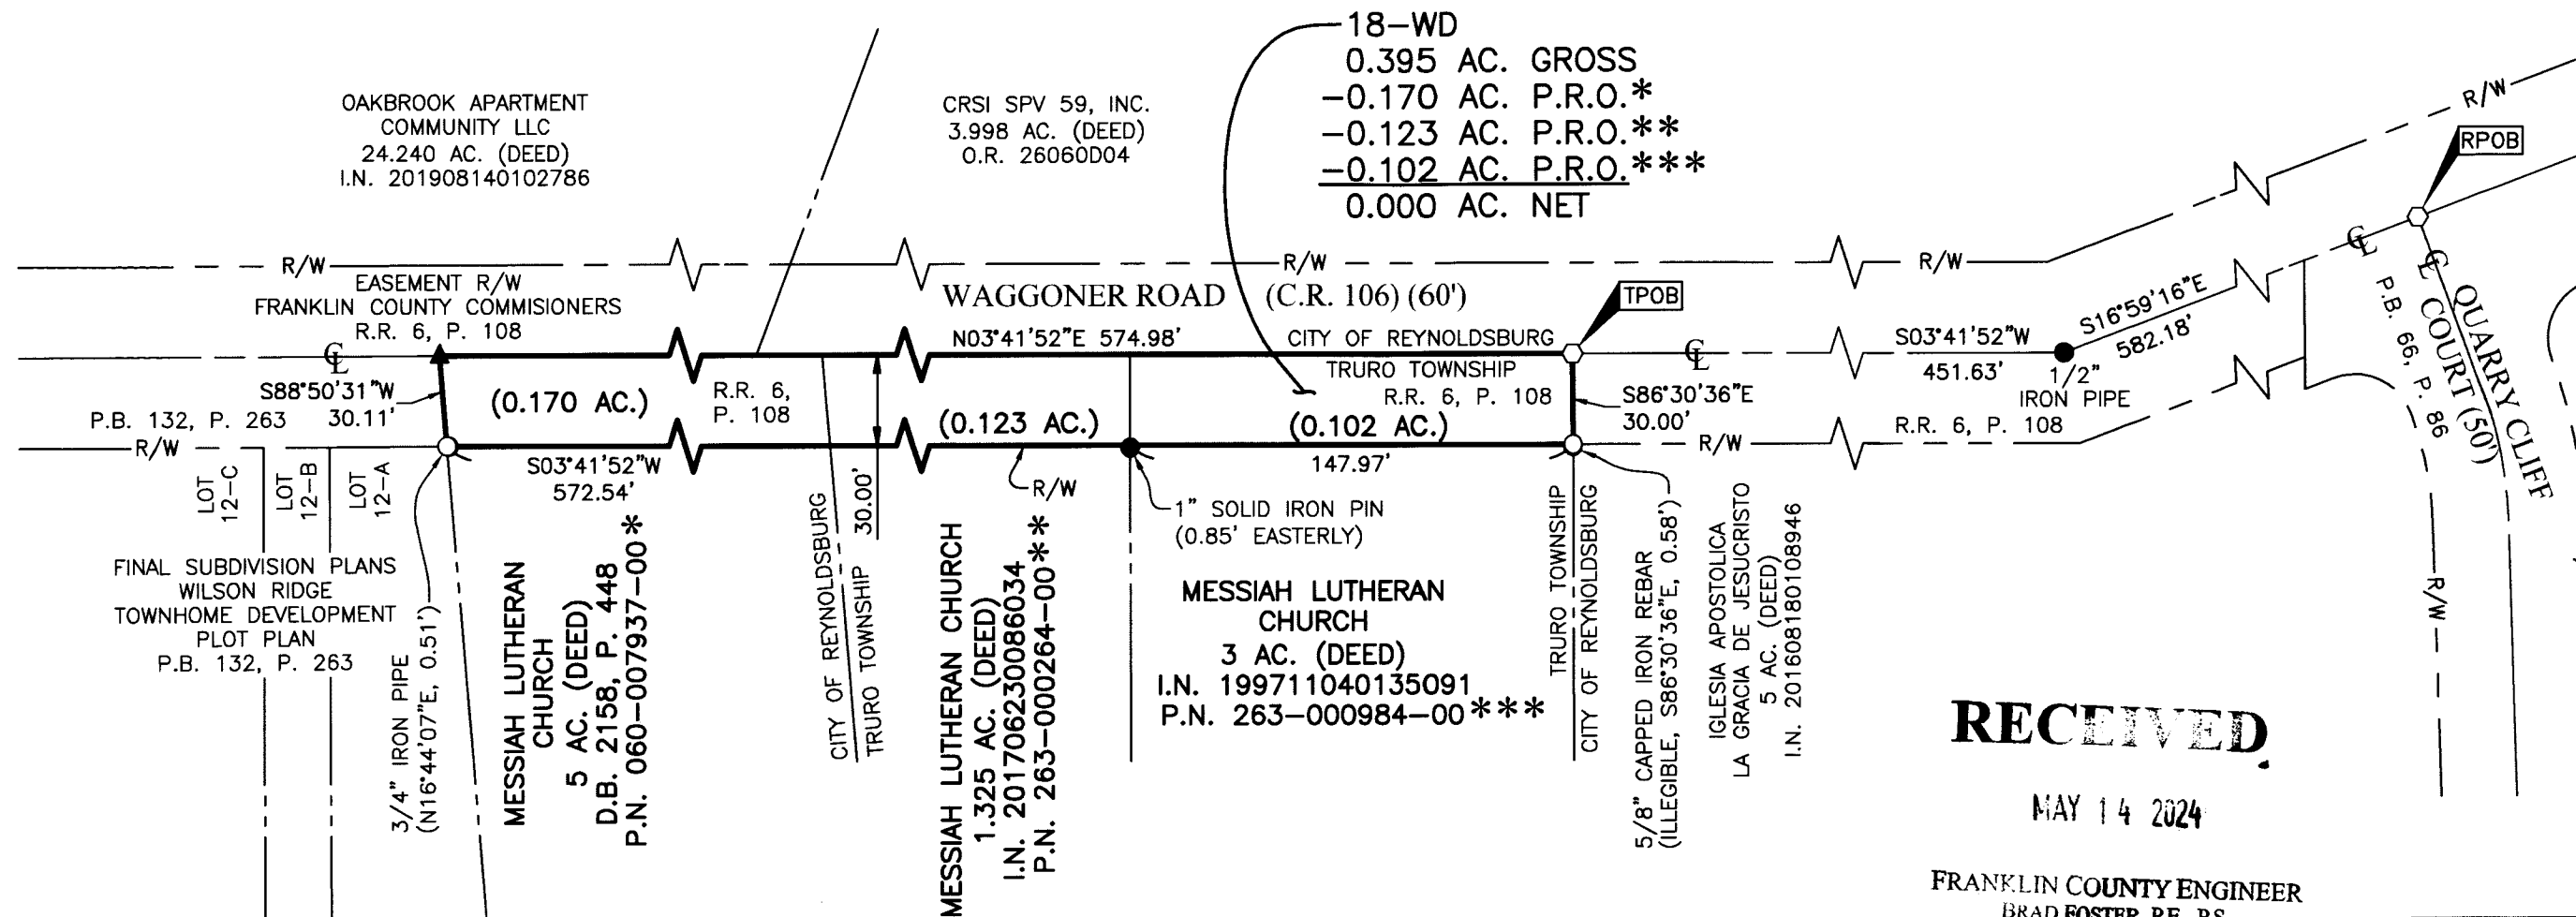 18-WD
0.395 AC. GROSS
-0.170 AC. P.R.O.*
-0.123 AC. P.R.O.**
-0.102 AC. P.R.O.***
0.000 AC. NET
OAKBROOK APARTMENT
COMMUNITY LLC
24.240 AC. (DEED)
I.N. 201908140102786
CRSI SPV 59, INC.
3.998 AC. (DEED)
O.R. 26060D04
R/W
RPOB
R/W
R/W
R/W
EASEMENT R/W
FRANKLIN COUNTY COMMISIONERS
R.R. 6, P. 108
WAGGONER ROAD (C.R. 106) (60')
TPOB
N03°41'52"E 574.98'
CITY OF REYNOLDSBURG
TRURO TOWNSHIP
R.R. 6, P. 108
S03°41'52"W
451.63'
1/2"
IRON PIPE
S16°59'16"E
582.18'
℄
℄
℄
℄
QUARRY CLIFF
COURT (50')
P.B. 66, P. 86
S88°50'31"W
30.11'
(0.170 AC.)
R.R. 6,
P. 108
(0.123 AC.)
(0.102 AC.)
S86°30'36"E
30.00'
P.B. 132, P. 263
R/W
R/W
R.R. 6, P. 108
S03°41'52"W
572.54'
30.00'
R/W
147.97'
LOT
12-C
LOT
12-B
LOT
12-A
1" SOLID IRON PIN
(0.85' EASTERLY)
FINAL SUBDIVISION PLANS
WILSON RIDGE
TOWNHOME DEVELOPMENT
PLOT PLAN
P.B. 132, P. 263
3/4" IRON PIPE
(N16°44'07"E, 0.51')
MESSIAH LUTHERAN
CHURCH
5 AC. (DEED)
D.B. 2158, P. 448
P.N. 060-007937-00*
CITY OF REYNOLDSBURG
TRURO TOWNSHIP
MESSIAH LUTHERAN CHURCH
1.325 AC. (DEED)
I.N. 201706230086034
P.N. 263-000264-00**
MESSIAH LUTHERAN
CHURCH
3 AC. (DEED)
I.N. 199711040135091
P.N. 263-000984-00***
TRURO TOWNSHIP
CITY OF REYNOLDSBURG
5/8" CAPPED IRON REBAR
(ILLEGIBLE, S86°30'36"E, 0.58')
IGLESIA APOSTOLICA
LA GRACIA DE JESUCRISTO
5 AC. (DEED)
I.N. 201608180108946
R/W
RECEIVED
MAY 14 2024
FRANKLIN COUNTY ENGINEER
BRAD FOSTER, P.E., P.S.